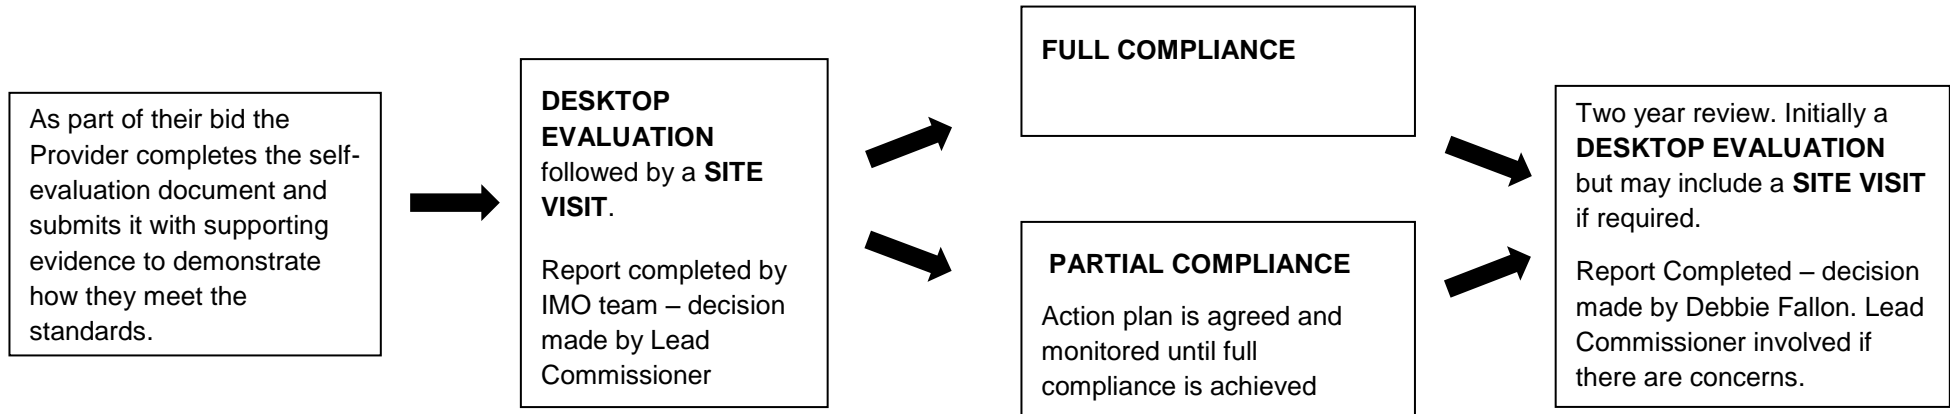 As part of their bid the
Provider completes the self-
evaluation document and
submits it with supporting
evidence to demonstrate
how they meet the
standards.
DESKTOP
EVALUATION
followed by a SITE
VISIT.
Report completed by
IMO team – decision
made by Lead
Commissioner
FULL COMPLIANCE
PARTIAL COMPLIANCE
Action plan is agreed and
monitored until full
compliance is achieved
Two year review. Initially a
DESKTOP EVALUATION
but may include a SITE VISIT
if required.
Report Completed – decision
made by Debbie Fallon. Lead
Commissioner involved if
there are concerns.